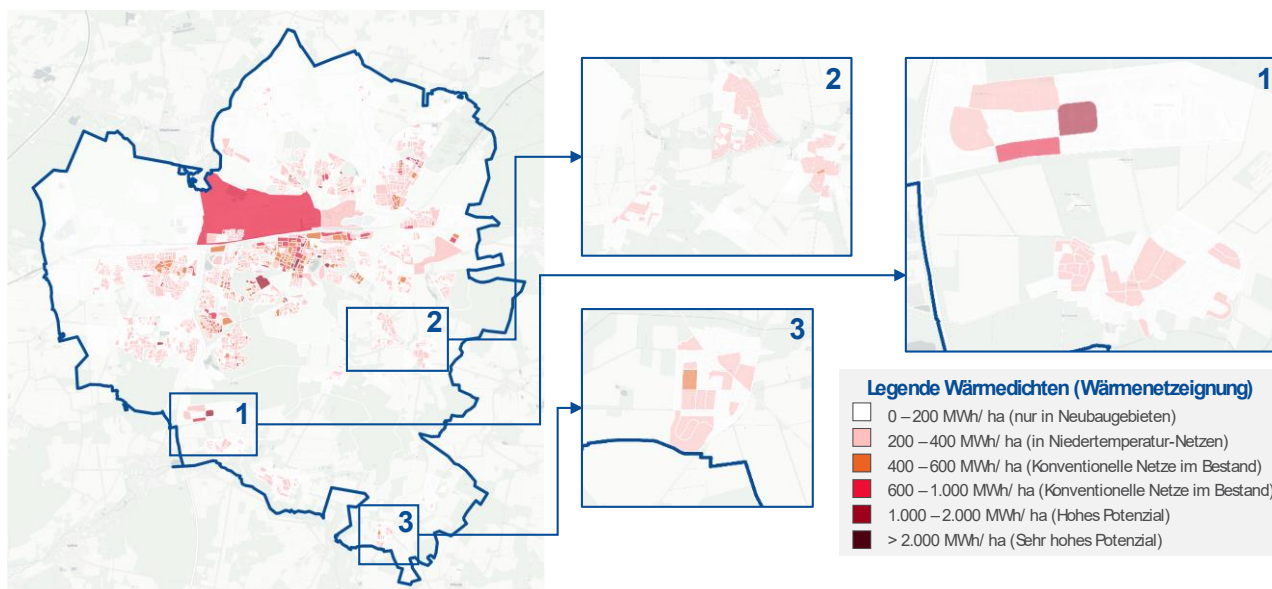 2
1
3
1
2
3
Legende Wärmedichten (Wärmenetzeignung)
0 – 200 MWh/ ha (nur in Neubaugebieten)
200 – 400 MWh/ ha (in Niedertemperatur-Netzen)
400 – 600 MWh/ ha (Konventionelle Netze im Bestand)
600 – 1.000 MWh/ ha (Konventionelle Netze im Bestand)
1.000 – 2.000 MWh/ ha (Hohes Potenzial)
> 2.000 MWh/ ha (Sehr hohes Potenzial)